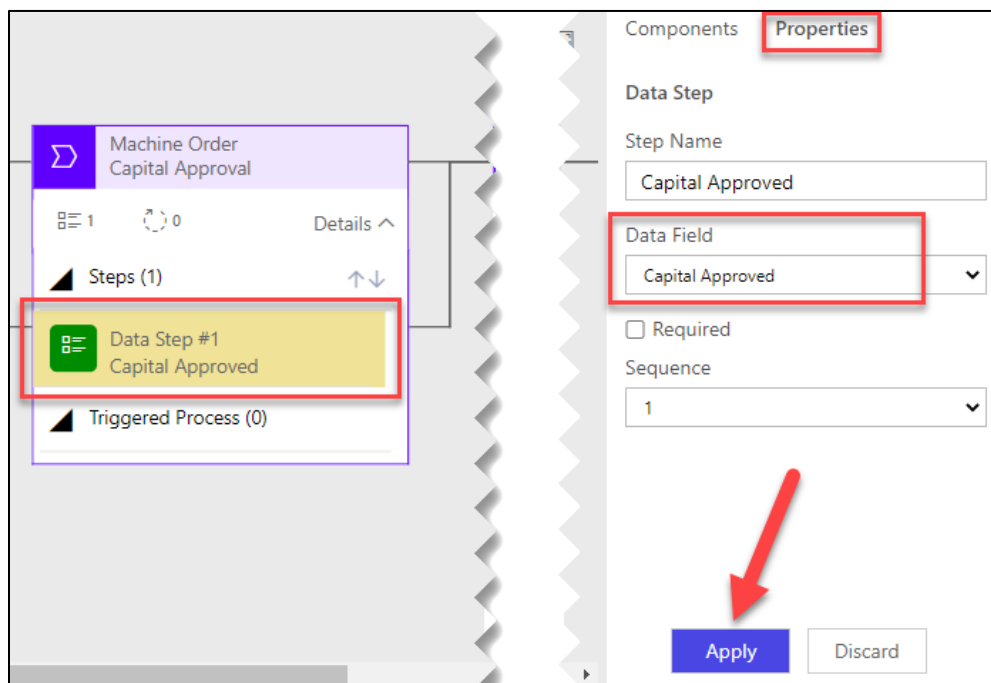 Machine Order
Capital Approval
1
0
Details
Steps (1)
Data Step #1
Capital Approved
Triggered Process (0)
Components Properties
Data Step
Step Name
Capital Approved
Data Field
Capital Approved
Required
Sequence
1
Apply Discard